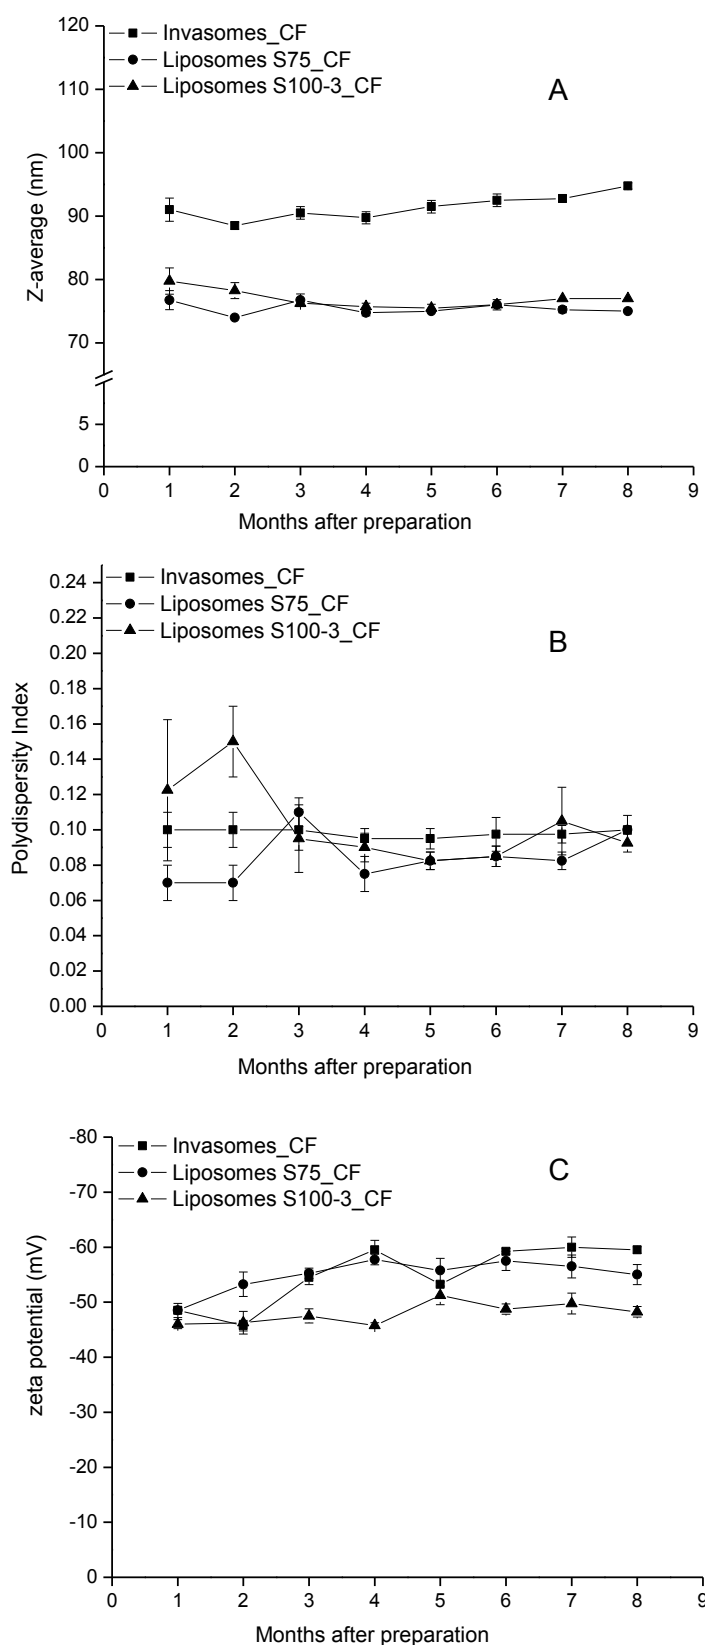 120
Invasomes_CF
Liposomes S75_CF
Liposomes S100-3_CF
A
110
100
90
80
70
5
0
Z-average (nm)
0 1 2 3 4 5 6 7 8 9
Months after preparation
0.24
Invasomes_CF
Liposomes S75_CF
Liposomes S100-3_CF
B
0.22
0.20
0.18
0.16
0.14
0.12
0.10
0.08
0.06
0.04
0.02
0.00
Polydispersity Index
0 1 2 3 4 5 6 7 8 9
Months after preparation
-80
Invasomes_CF
Liposomes S75_CF
Liposomes S100-3_CF
C
-70
-60
-50
-40
-30
-20
-10
0
zeta potential (mV)
0 1 2 3 4 5 6 7 8 9
Months after preparation